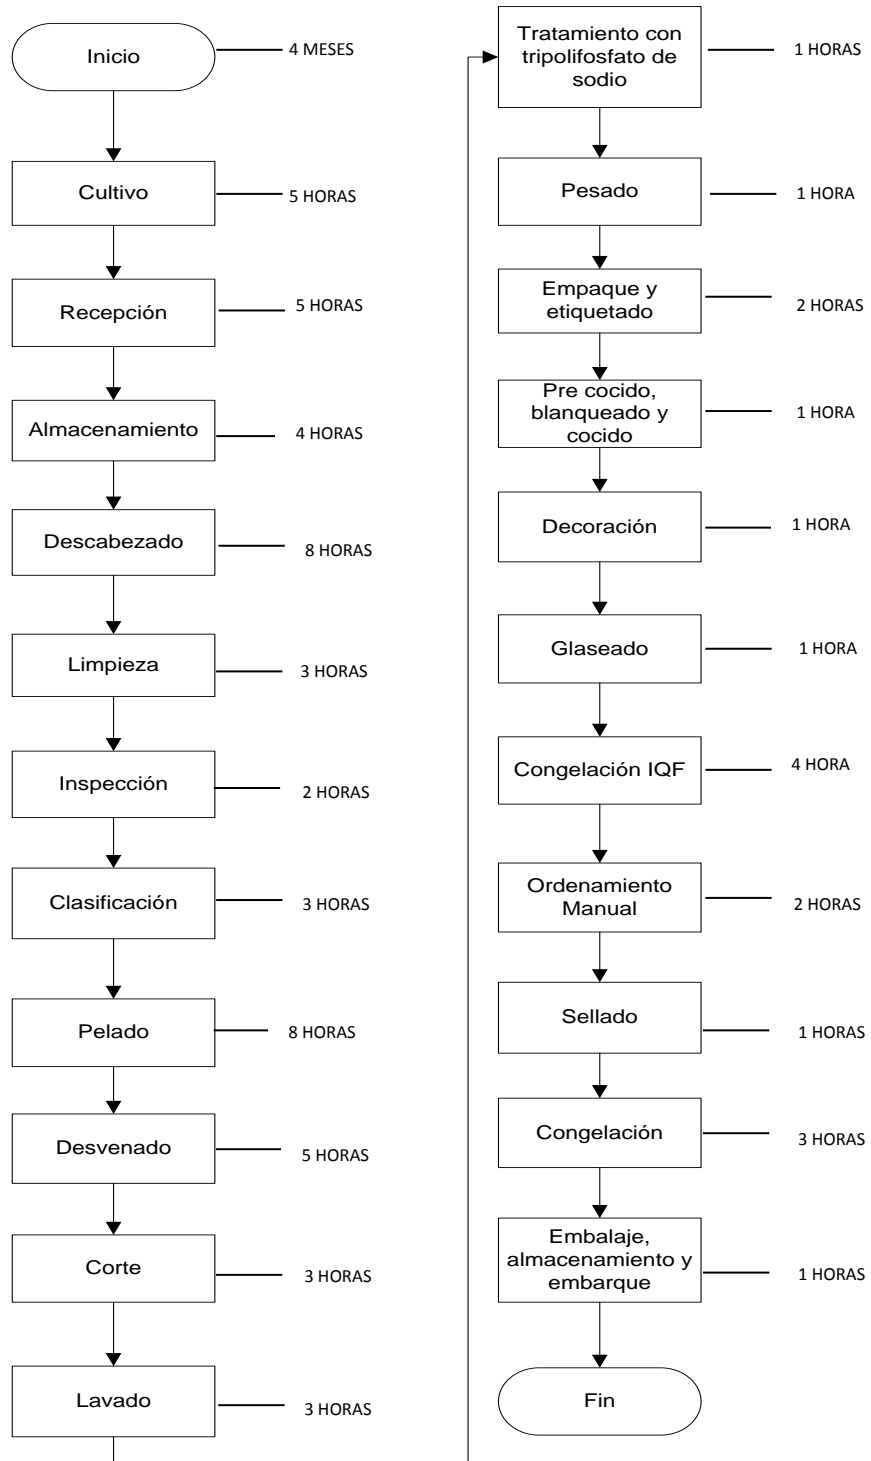 Inicio
4 MESES
Cultivo
5 HORAS
Recepción
5 HORAS
Almacenamiento
4 HORAS
Descabezado
8 HORAS
Limpieza
3 HORAS
Inspección
2 HORAS
Clasificación
3 HORAS
Pelado
8 HORAS
Desvenado
5 HORAS
Corte
3 HORAS
Lavado
3 HORAS
Tratamiento con
tripolifosfato de
sodio
1 HORAS
Pesado
1 HORA
Empaque y
etiquetado
2 HORAS
Pre cocido,
blanqueado y
cocido
1 HORA
Decoración
1 HORA
Glaseado
1 HORA
Congelación IQF
4 HORA
Ordenamiento
Manual
2 HORAS
Sellado
1 HORAS
Congelación
3 HORAS
Embalaje,
almacenamiento y
embarque
1 HORAS
Fin